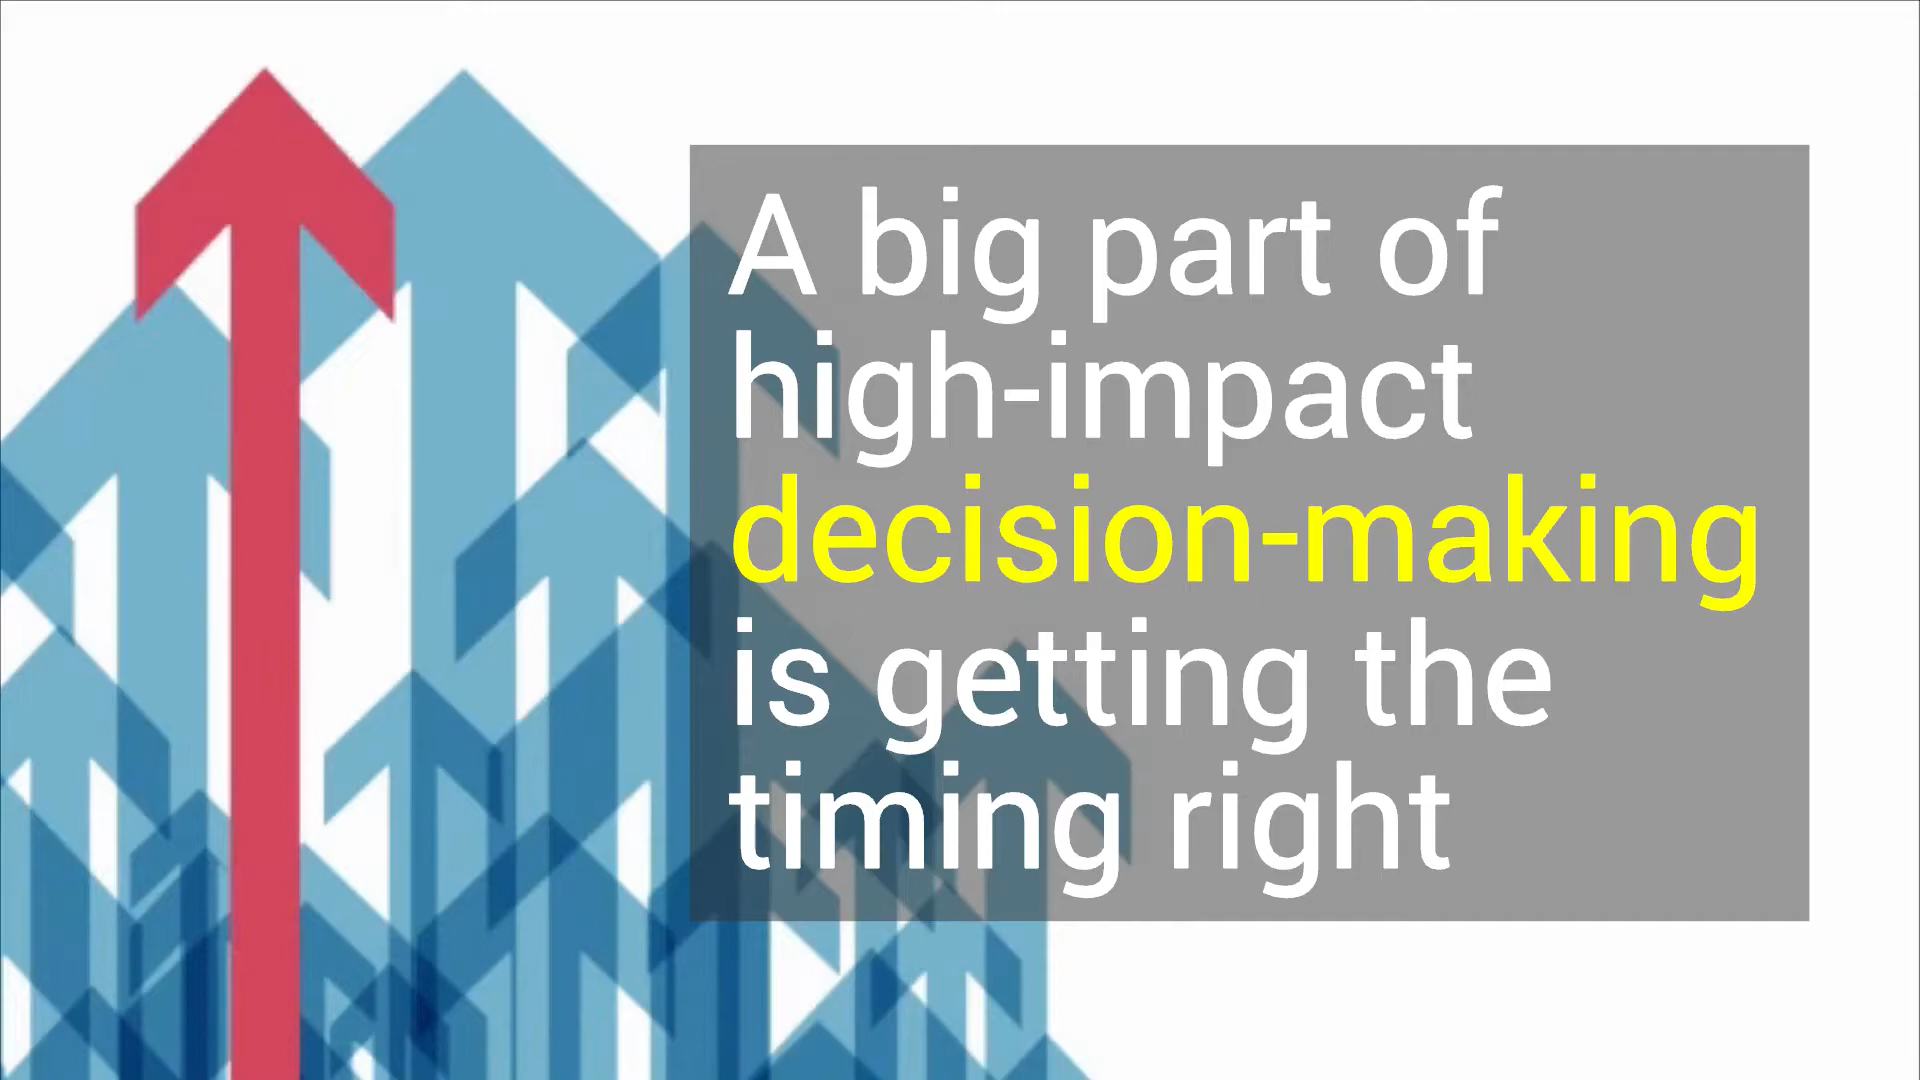 A big part of
high-impact
decision-making
is getting the
timing right